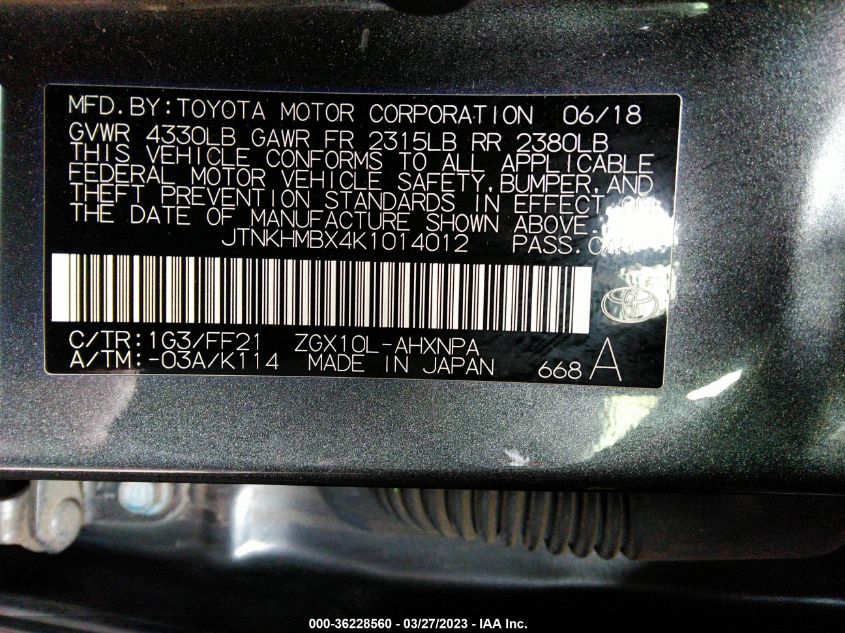 MFD. BY: TOYOTA MOTOR CORPORATION 06/18
GVWR 4330LB GAWR FR 2315LB RR 2380LB
THIS VEHICLE CONFORMS TO ALL APPLICABLE
FEDERAL MOTOR VEHICLE SAFETY, BUMPER, AND
THEFT PREVENTION STANDARDS IN EFFECT ON
THE DATE OF MANUFACTURE SHOWN ABOVE.
JTNKHMBX4K1014012 PASS. CAR
C/TR: 1G3/FF21 ZGX10L-AHXNPA
A/TM: -03A/K114 MADE IN JAPAN 668 A
000-36228560 - 03/27/2023 - IAA Inc.